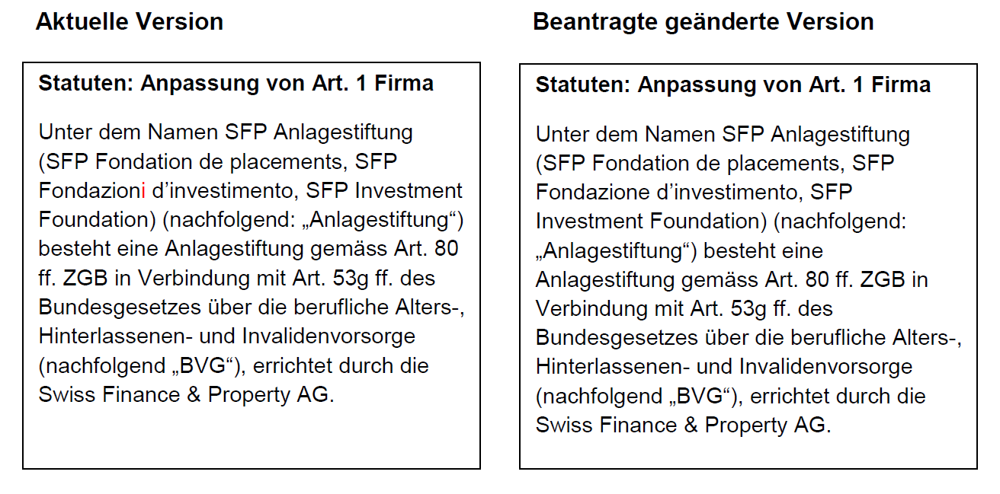 Aktuelle Version
Statuten: Anpassung von Art. 1 Firma
Unter dem Namen SFP Anlagestiftung
(SFP Fondation de placements, SFP
Fondazioni d’investimento, SFP Investment
Foundation) (nachfolgend: „Anlagestiftung“)
besteht eine Anlagestiftung gemäss Art. 80
ff. ZGB in Verbindung mit Art. 53g ff. des
Bundesgesetzes über die berufliche Alters-,
Hinterlassenen- und Invalidenvorsorge
(nachfolgend „BVG“), errichtet durch die
Swiss Finance & Property AG.
Beantragte geänderte Version
Statuten: Anpassung von Art. 1 Firma
Unter dem Namen SFP Anlagestiftung
(SFP Fondation de placements, SFP
Fondazione d’investimento, SFP
Investment Foundation) (nachfolgend:
„Anlagestiftung“) besteht eine
Anlagestiftung gemäss Art. 80 ff. ZGB in
Verbindung mit Art. 53g ff. des
Bundesgesetzes über die berufliche Alters-,
Hinterlassenen- und Invalidenvorsorge
(nachfolgend „BVG“), errichtet durch die
Swiss Finance & Property AG.